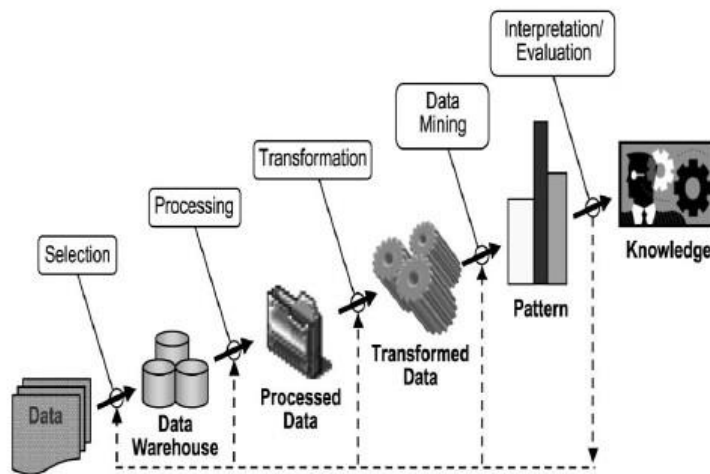 Interpretation/
Evaluation
Data
Mining
Transformation
Processing
Selection
Knowledge
Pattern
Transformed
Data
Processed
Data
Data
Warehouse
Data